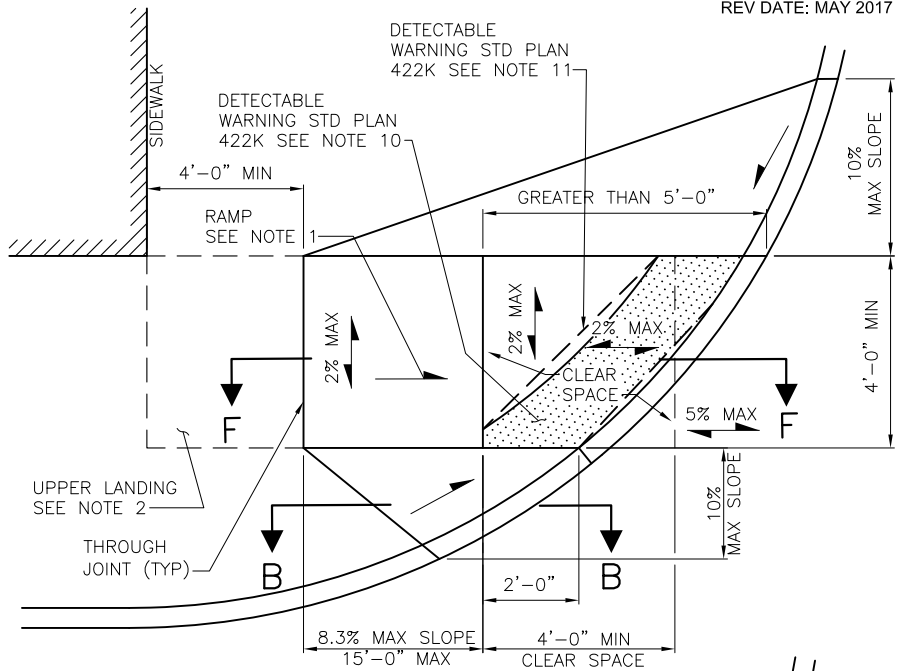 REV DATE: MAY 2017
DETECTABLE
WARNING STD PLAN
422K SEE NOTE 11
DETECTABLE
WARNING STD PLAN
422K SEE NOTE 10
SIDEWALK
4'-0" MIN
10%
MAX SLOPE
GREATER THAN 5'-0"
RAMP
SEE NOTE 1
2% MAX
2% MAX
2% MAX
4'-0" MIN
CLEAR
SPACE
5% MAX
F
F
UPPER LANDING
SEE NOTE 2
10%
MAX SLOPE
THROUGH
JOINT (TYP)
B
B
2'-0"
8.3% MAX SLOPE
15'-0" MAX
4'-0" MIN
CLEAR SPACE